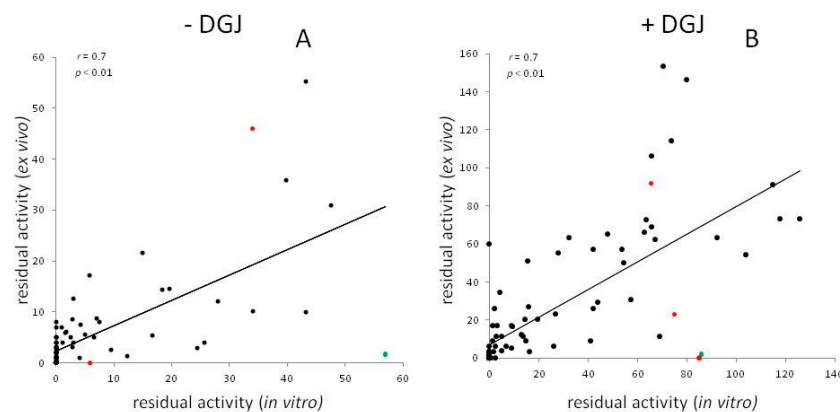 - DGJ
A
r = 0.7
p < 0.01
residual activity (ex vivo)
60
50
40
30
20
10
0
0 10 20 30 40 50 60
residual activity (in vitro)
+ DGJ
B
r = 0.7
p < 0.01
residual activity (ex vivo)
160
140
120
100
80
60
40
20
0
0 20 40 60 80 100 120 140
residual activity (in vitro)